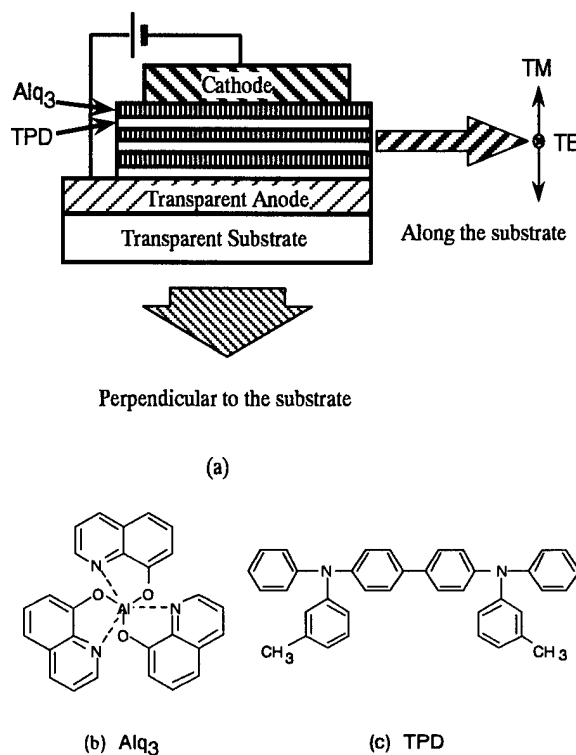 Cathode
TM
Alq3
TPD
TE
Transparent Anode
Transparent Substrate
Along the substrate
Perpendicular to the substrate
(a)
N
O
Al
O
N
O
N
N
N
CH3
CH3
(b) Alq3
(c) TPD